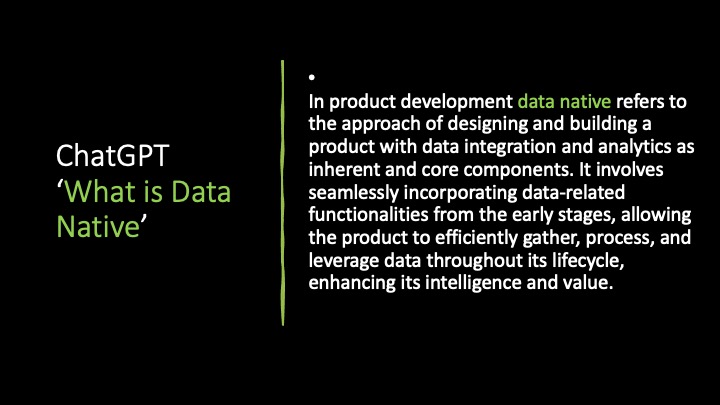 ChatGPT
‘What is Data
Native’
•
In product development data native refers to
the approach of designing and building a
product with data integration and analytics as
inherent and core components. It involves
seamlessly incorporating data-related
functionalities from the early stages, allowing
the product to efficiently gather, process, and
leverage data throughout its lifecycle,
enhancing its intelligence and value.